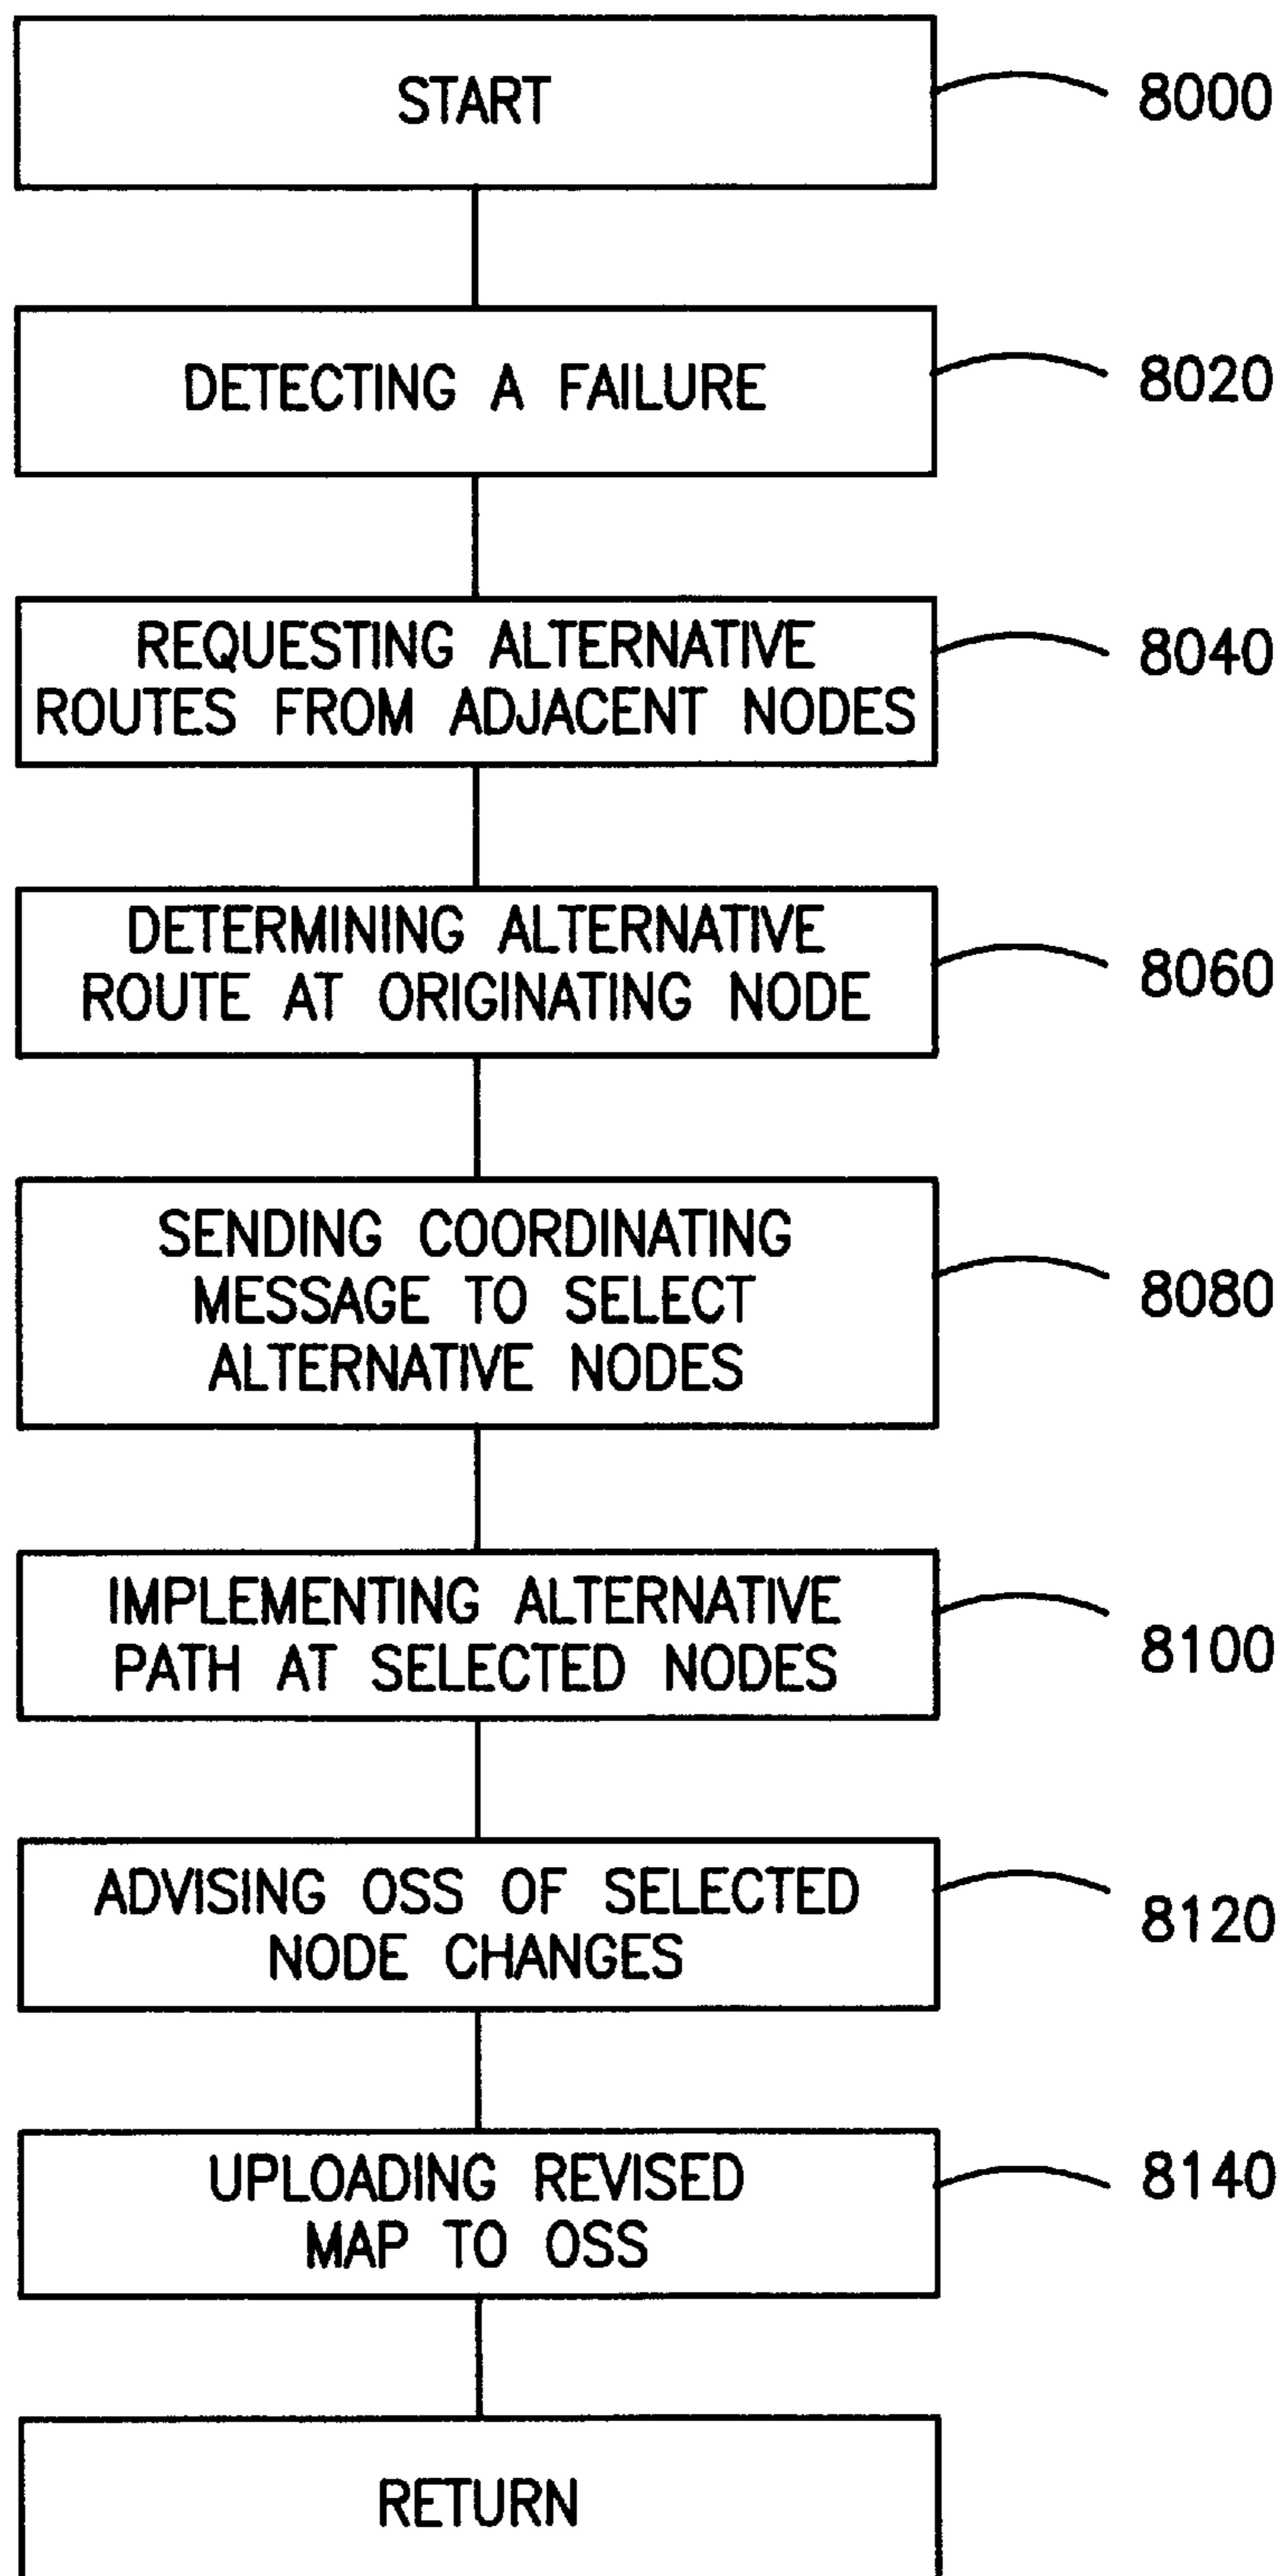 START
8000
DETECTING A FAILURE
8020
REQUESTING ALTERNATIVE
ROUTES FROM ADJACENT NODES
8040
DETERMINING ALTERNATIVE
ROUTE AT ORIGINATING NODE
8060
SENDING COORDINATING
MESSAGE TO SELECT
ALTERNATIVE NODES
8080
IMPLEMENTING ALTERNATIVE
PATH AT SELECTED NODES
8100
ADVISING OSS OF SELECTED
NODE CHANGES
8120
UPLOADING REVISED
MAP TO OSS
8140
RETURN